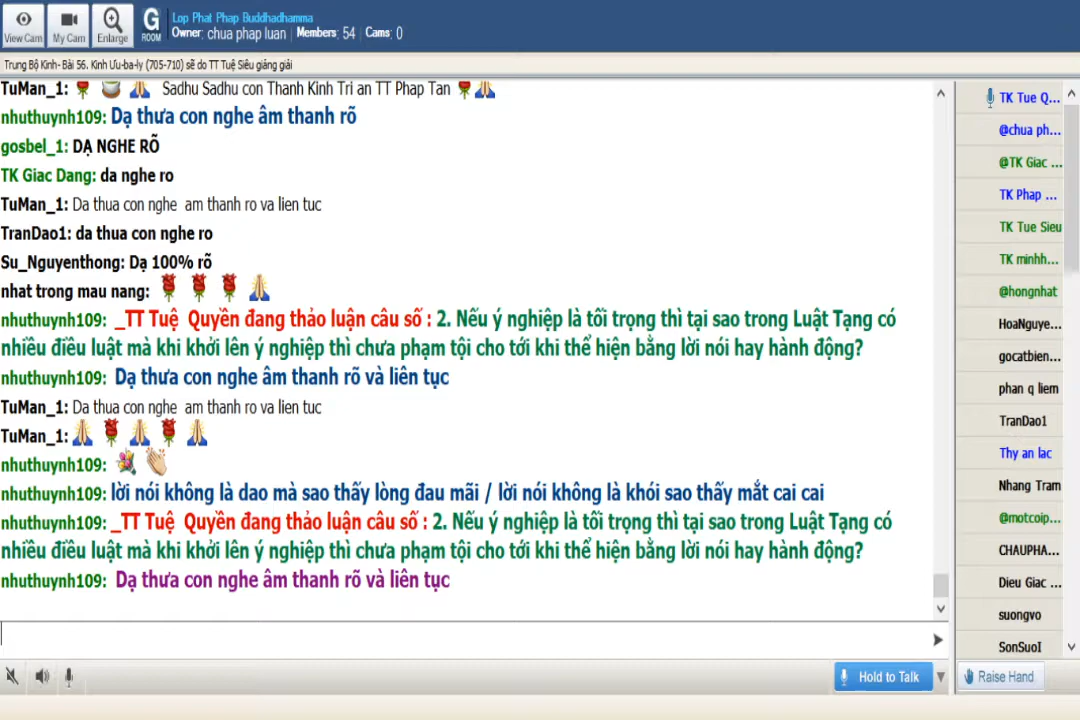 View Cam
My Cam
Enlarge
G
ROOM
Lop Phat Phap Buddhadhamma
Owner: chua phap luan Members: 54 Cams: 0
Trung Bộ Kinh- Bài 56. Kinh Ưu-ba-ly (705-710) sẽ do TT Tuệ Siêu giảng giải
TuMan_1: Sadhu Sadhu con Thanh Kinh Tri an TT Phap Tan
nhuthuynh109: Dạ thưa con nghe âm thanh rõ
gosbel_1: DẠ NGHE RÕ
TK Giac Dang: da nghe ro
TuMan_1: Da thua con nghe am thanh ro va lien tuc
TranDao1: da thua con nghe ro
Su_Nguyenthong: Dạ 100% rõ
nhat trong mau nang:
nhuthuynh109: _TT Tuệ Quyền đang thảo luận câu số : 2. Nếu ý nghiệp là tối trọng thì tại sao trong Luật Tạng có
nhiều điều luật mà khi khởi lên ý nghiệp thì chưa phạm tội cho tới khi thể hiện bằng lời nói hay hành động?
nhuthuynh109: Dạ thưa con nghe âm thanh rõ và liên tục
TuMan_1: Da thua con nghe am thanh ro va lien tuc
TuMan_1:
nhuthuynh109:
nhuthuynh109: lời nói không là dao mà sao thấy lòng đau mãi / lời nói không là khói sao thấy mắt cai cai
nhuthuynh109: _TT Tuệ Quyền đang thảo luận câu số : 2. Nếu ý nghiệp là tối trọng thì tại sao trong Luật Tạng có
nhiều điều luật mà khi khởi lên ý nghiệp thì chưa phạm tội cho tới khi thể hiện bằng lời nói hay hành động?
nhuthuynh109: Dạ thưa con nghe âm thanh rõ và liên tục
TK Tue Q...
@chua ph...
@TK Giac ...
TK Phap ...
TK Tue Sieu
TK minhh...
@hongnhat
HoaNguye...
gocatbien...
phan q liem
TranDao1
Thy an lac
Nhang Tram
@motcoip...
CHAUPHA...
Dieu Giac ...
suongvo
SonSuoI
Hold to Talk
Raise Hand